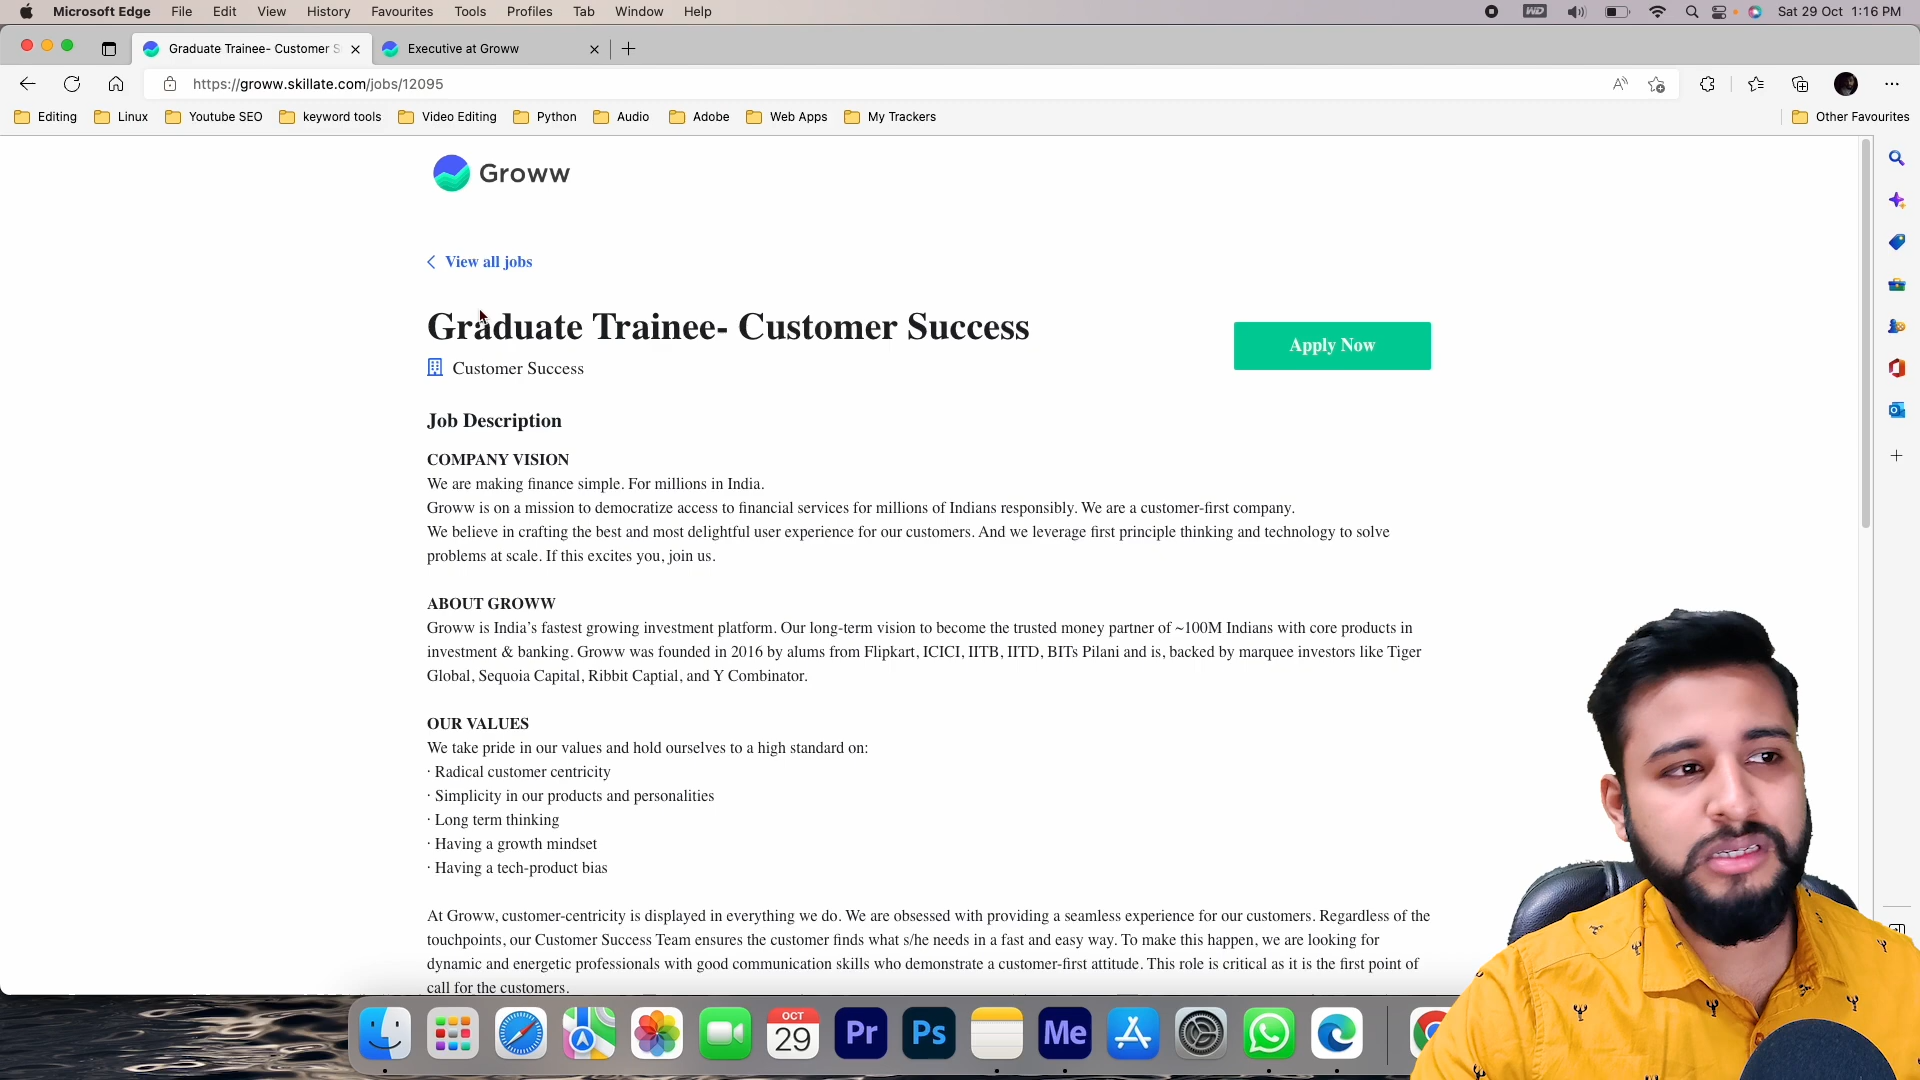 Microsoft Edge File Edit View History Favourites Tools Profiles Tab Window Help WD Sat 29 Oct 1:16 PM
Graduate Trainee- Customer S Executive at Groww
https://groww.skillate.com/jobs/12095
Editing Linux Youtube SEO keyword tools Video Editing Python Audio Adobe Web Apps My Trackers Other Favourites
Groww
View all jobs
Graduate Trainee- Customer Success
Apply Now
Customer Success
Job Description
COMPANY VISION
We are making finance simple. For millions in India.
Groww is on a mission to democratize access to financial services for millions of Indians responsibly. We are a customer-first company.
We believe in crafting the best and most delightful user experience for our customers. And we leverage first principle thinking and technology to solve
problems at scale. If this excites you, join us.
ABOUT GROWW
Groww is India's fastest growing investment platform. Our long-term vision to become the trusted money partner of ~100M Indians with core products in
investment & banking. Groww was founded in 2016 by alums from Flipkart, ICICI, IITB, IITD, BITs Pilani and is, backed by marquee investors like Tiger
Global, Sequoia Capital, Ribbit Captial, and Y Combinator.
OUR VALUES
We take pride in our values and hold ourselves to a high standard on:
· Radical customer centricity
· Simplicity in our products and personalities
· Long term thinking
· Having a growth mindset
· Having a tech-product bias
At Groww, customer-centricity is displayed in everything we do. We are obsessed with providing a seamless experience for our customers. Regardless of the
touchpoints, our Customer Success Team ensures the customer finds what s/he needs in a fast and easy way. To make this happen, we are looking for
dynamic and energetic professionals with good communication skills who demonstrate a customer-first attitude. This role is critical as it is the first point of
call for the customers.
OCT
29 Pr Ps Me